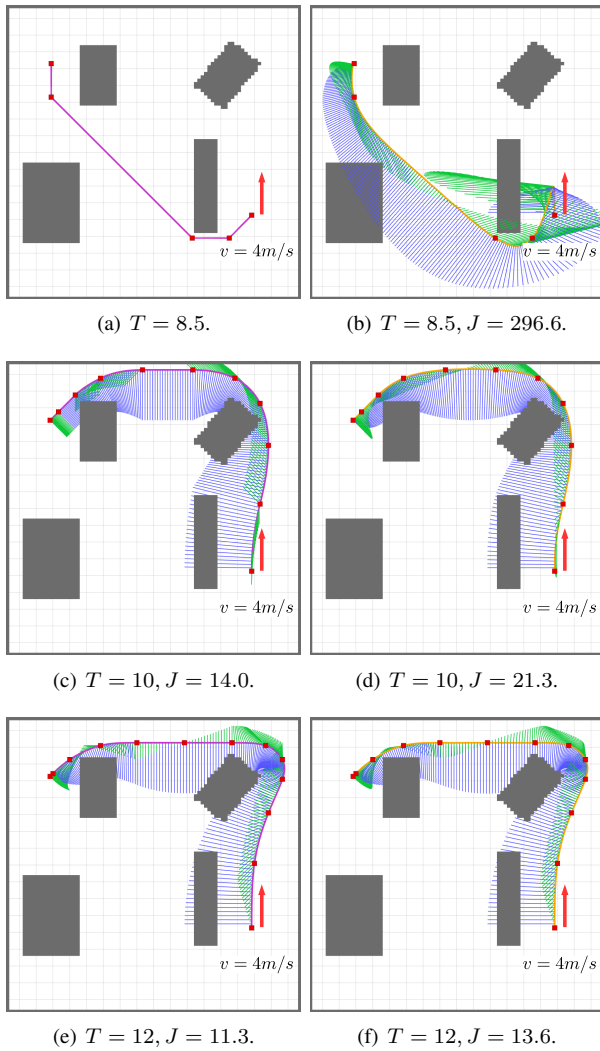 v = 4m/s
v = 4m/s
(a) T = 8.5.
(b) T = 8.5, J = 296.6.
v = 4m/s
v = 4m/s
(c) T = 10, J = 14.0.
(d) T = 10, J = 21.3.
v = 4m/s
v = 4m/s
(e) T = 12, J = 11.3.
(f) T = 12, J = 13.6.